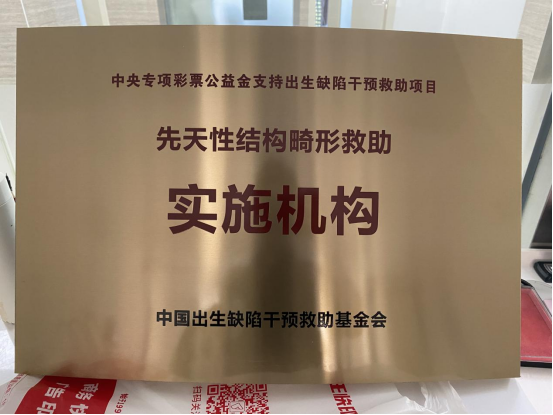 中央专项彩票公益金支持出生缺陷干预救助项目
先天性结构畸形救助
实施机构
中国出生缺陷干预救助基金会